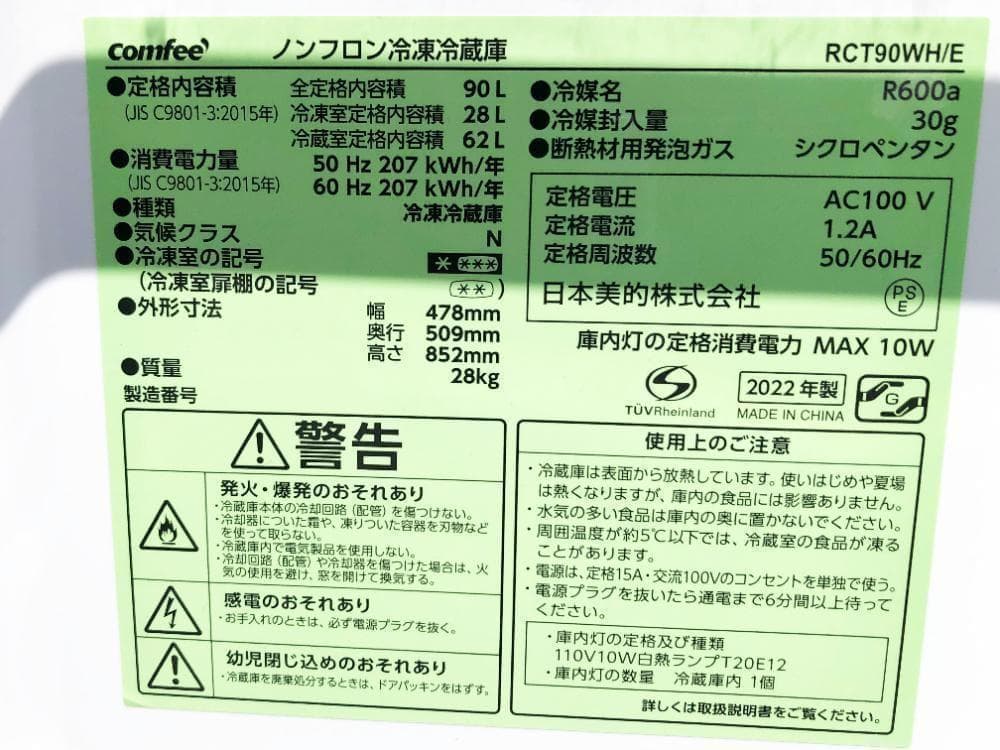 comfee' ノンフロン冷凍冷蔵庫 RCT90WH/E
●定格内容積 全定格内容積 90 L
(JIS C9801-3:2015年) 冷凍室定格内容積 28 L
冷蔵室定格内容積 62 L
●消費電力量 50 Hz 207 kWh/年
(JIS C9801-3:2015年) 60 Hz 207 kWh/年
●種類 冷凍冷蔵庫
●気候クラス N
●冷凍室の記号 * ***
(冷凍室扉棚の記号 ** )
●外形寸法 幅 478mm
奥行 509mm
高さ 852mm
●質量 28kg
製造番号
●冷媒名 R600a
●冷媒封入量 30g
●断熱材用発泡ガス シクロペンタン
定格電圧 AC100 V
定格電流 1.2A
定格周波数 50/60Hz
日本美的株式会社 PS E
庫内灯の定格消費電力 MAX 10W
TÜVRheinland
2022 年製
MADE IN CHINA
G
警告
発火・爆発のおそれあり
・冷蔵庫本体の冷却回路（配管）を傷つけない。
・冷却器についた霜や、凍りついた容器を刃物など
を使って取らない。
・冷蔵庫内で電気製品を使用しない。
・冷却回路（配管）や冷却器を傷つけた場合は、火
気の使用を避け、窓を開けて換気する。
感電のおそれあり
・お手入れのときは、必ず電源プラグを抜く。
幼児閉じ込めのおそれあり
・冷蔵庫を廃棄処分するときは、ドアパッキンをはずす。
使用上のご注意
・冷蔵庫は表面から放熱しています。使いはじめや夏場
は熱くなりますが、庫内の食品には影響ありません。
・水気の多い食品は庫内の奥に置かないでください。
・周囲温度が約5℃以下では、冷蔵室の食品が凍る
ことがあります。
・電源は、定格15A・交流100Vのコンセントを単独で使う。
・電源プラグを抜いたら通電まで6分間以上待って
ください。
・庫内灯の定格及び種類
110V10W白熱ランプT20E12
・庫内灯の数量 冷蔵庫内 1個
詳しくは取扱説明書をご覧ください。